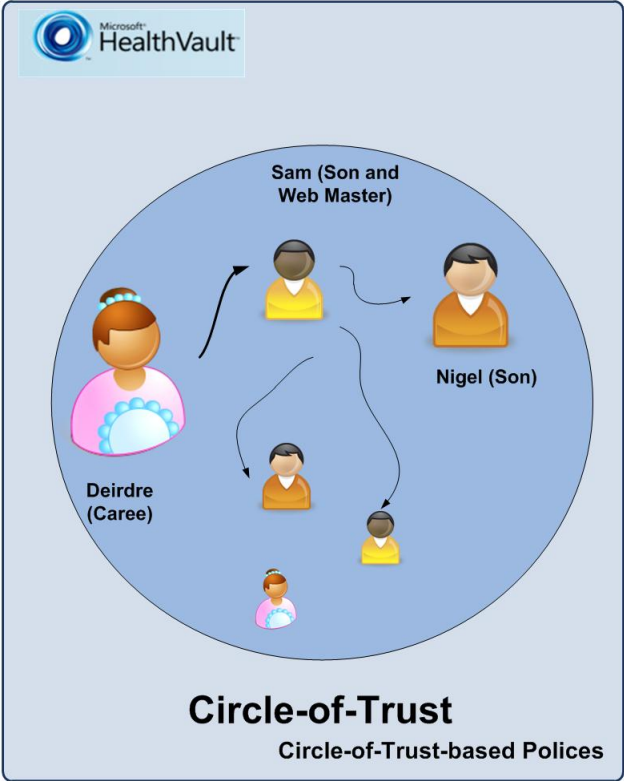 Microsoft®
HealthVault™
Sam (Son and
Web Master)
Nigel (Son)
Deirdre
(Caree)
Circle-of-Trust
Circle-of-Trust-based Polices